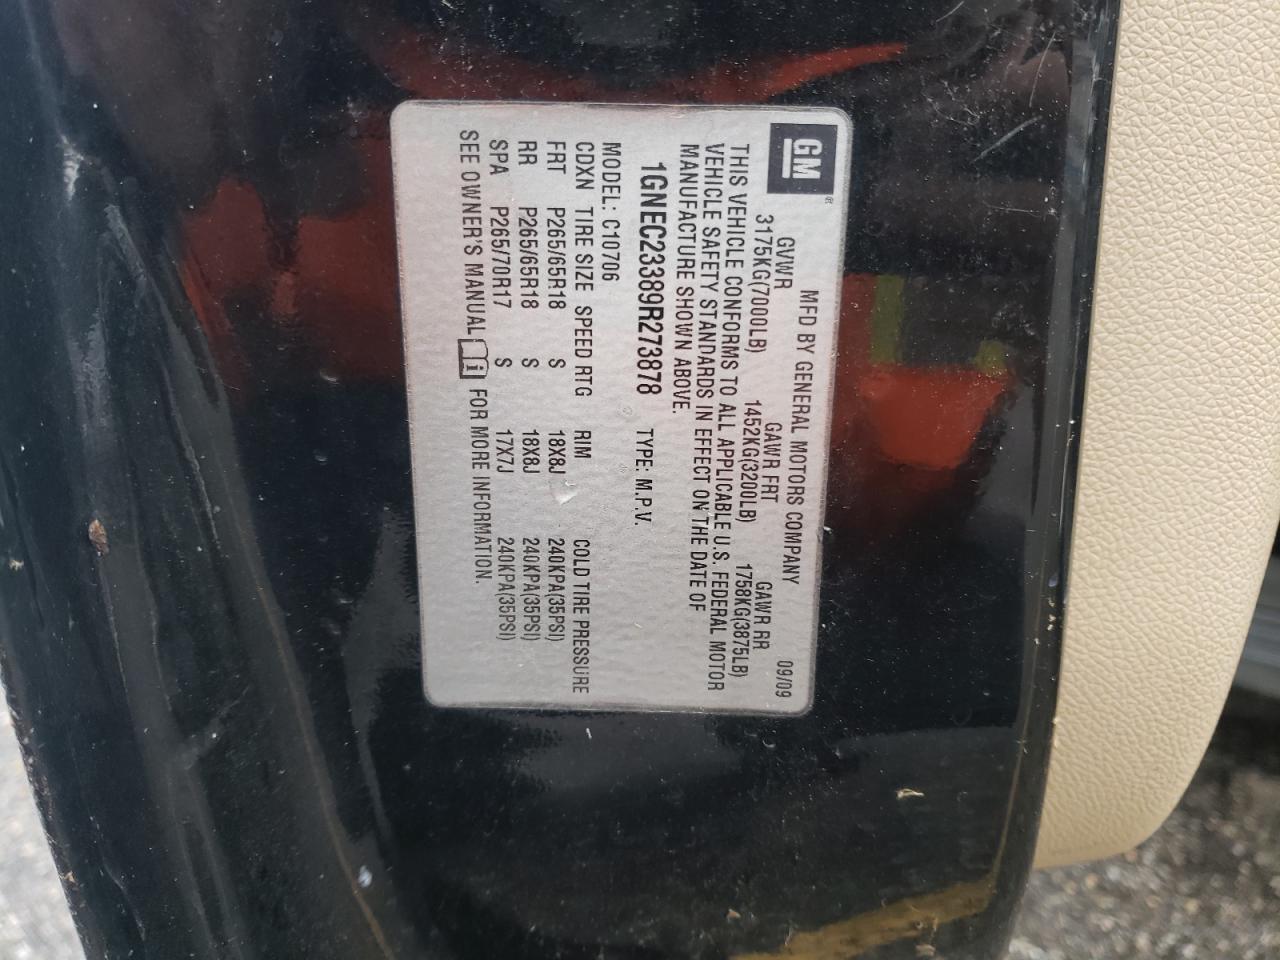 GM®
MFD BY GENERAL MOTORS COMPANY 09/09
GVWR GAWR FRT GAWR RR
3175KG(7000LB) 1452KG(3200LB) 1758KG(3875LB)
THIS VEHICLE CONFORMS TO ALL APPLICABLE U.S. FEDERAL MOTOR
VEHICLE SAFETY STANDARDS IN EFFECT ON THE DATE OF
MANUFACTURE SHOWN ABOVE.
1GNEC23389R273878 TYPE: M.P.V.
MODEL: C10706
CDXN TIRE SIZE SPEED RTG RIM COLD TIRE PRESSURE
FRT P265/65R18 S 18X8J 240KPA(35PSI)
RR P265/65R18 S 18X8J 240KPA(35PSI)
SPA P265/70R17 S 17X7J 240KPA(35PSI)
SEE OWNER'S MANUAL i FOR MORE INFORMATION.